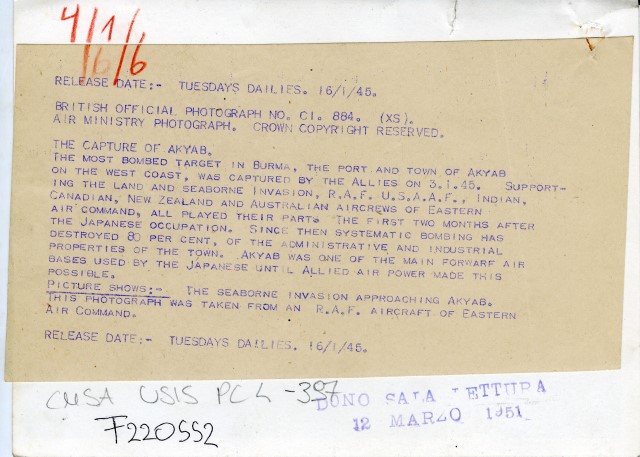 4/1/6
/6/6
RELEASE DATE:- TUESDAYS DAILIES. 16/1/45.
BRITISH OFFICIAL PHOTOGRAPH NO. CI. 884. (XS).
AIR MINISTRY PHOTOGRAPH. CROWN COPYRIGHT RESERVED.
THE CAPTURE OF AKYAB.
THE MOST BOMBED TARGET IN BURMA, THE PORT AND TOWN OF AKYAB
ON THE WEST COAST, WAS CAPTURED BY THE ALLIES ON 3.1.45. SUPPORT-
ING THE LAND AND SEABORNE INVASION, R.A.F. U.S.A.A.F., INDIAN,
CANADIAN, NEW ZEALAND AND AUSTRALIAN AIRCREWS OF EASTERN
AIR COMMAND, ALL PLAYED THEIR PART. THE FIRST TWO MONTHS AFTER
THE JAPANESE OCCUPATION. SINCE THEN SYSTEMATIC BOMBING HAS
DESTROYED 80 PER CENT, OF THE ADMINISTRATIVE AND INDUSTRIAL
PROPERTIES OF THE TOWN. AKYAB WAS ONE OF THE MAIN FORWARF AIR
BASES USED BY THE JAPANESE UNTIL ALLIED AIR POWER MADE THIS
POSSIBLE.
PICTURE SHOWS:- THE SEABORNE INVASION APPROACHING AKYAB.
THIS PHOTOGRAPH WAS TAKEN FROM AN R.A.F. AIRCRAFT OF EASTERN
AIR COMMAND.
RELEASE DATE:- TUESDAYS DAILIES. 16/1/45.
CMSA USIS PC L -397
DONO SALA LETTURA
12 MARZO 1951
F220552